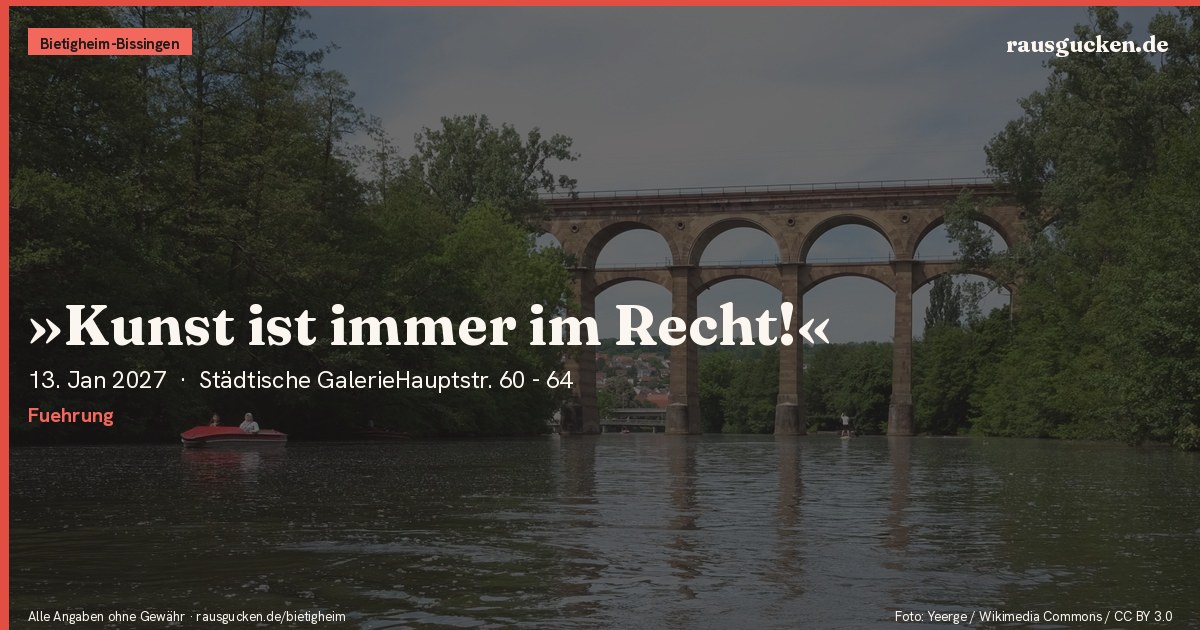 Bietigheim-Bissingen
rausgucken.de
»Kunst ist immer im Recht!«
13. Jan 2027 · Städtische GalerieHauptstr. 60 - 64
Fuehrung
Alle Angaben ohne Gewähr · rausgucken.de/bietigheim
Foto: Yeerge / Wikimedia Commons / CC BY 3.0